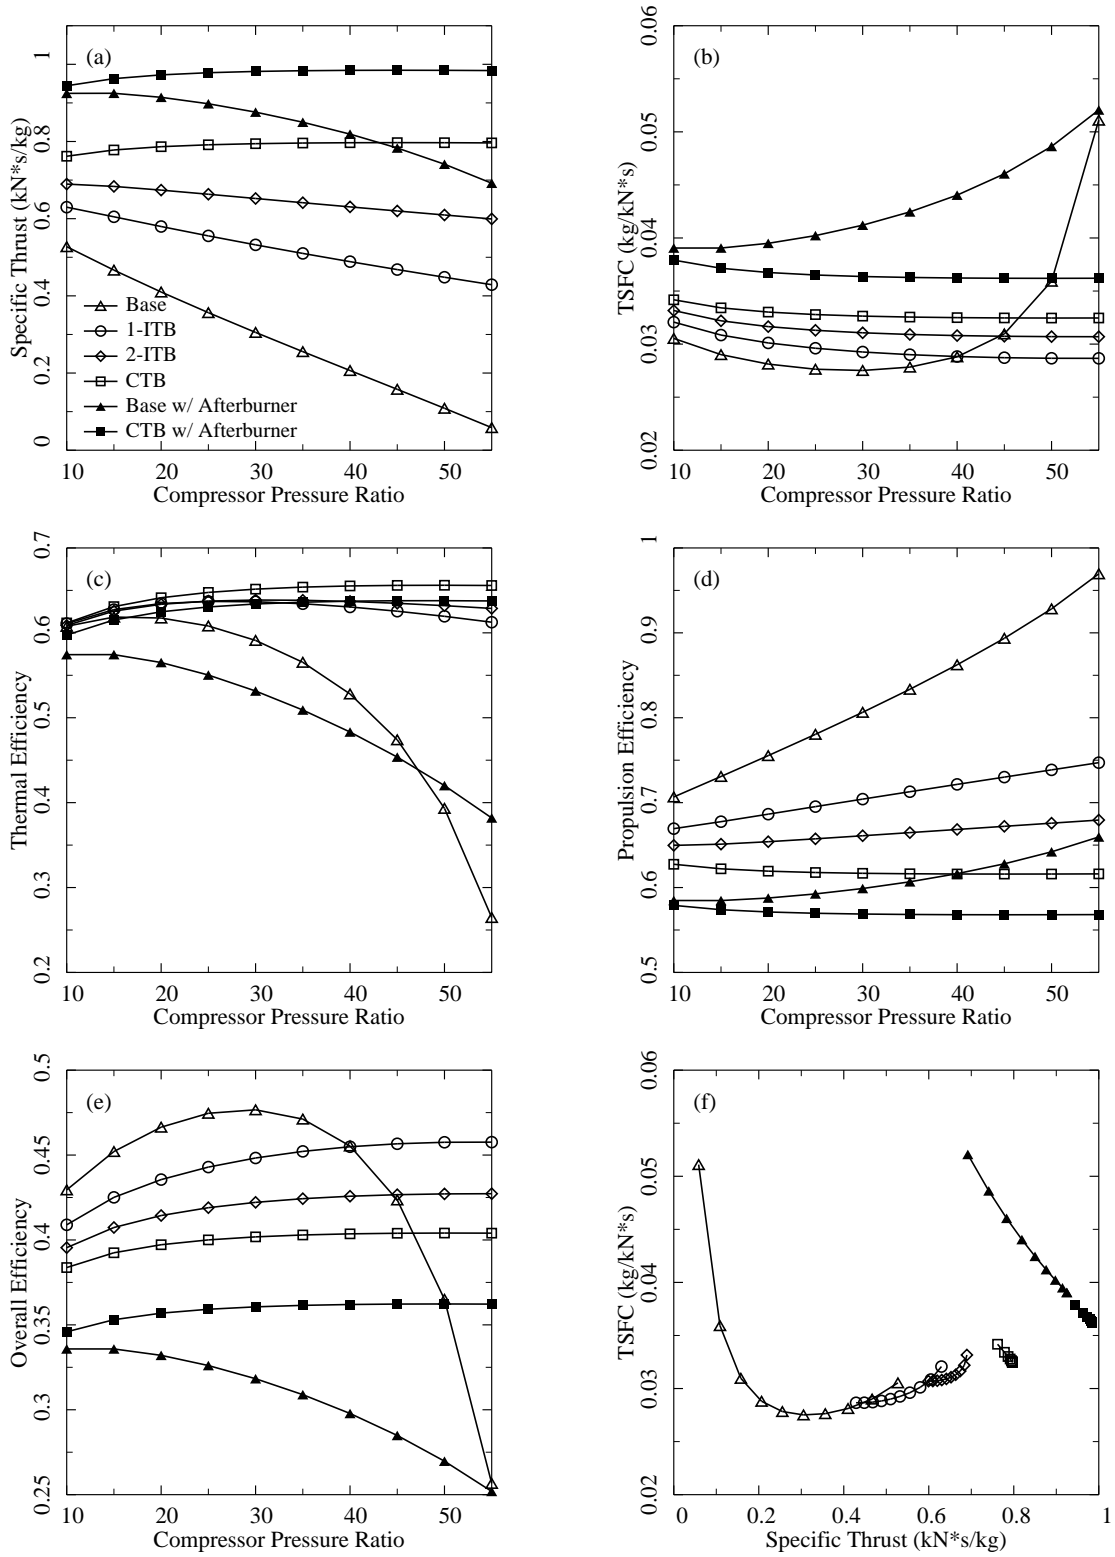 (a)
Specific Thrust (kN*s/kg)
1
0.8
0.6
0.4
0.2
0
Base
1-ITB
2-ITB
CTB
Base w/ Afterburner
CTB w/ Afterburner
10 20 30 40 50
Compressor Pressure Ratio
(b)
TSFC (kg/kN*s)
0.06
0.05
0.04
0.03
0.02
10 20 30 40 50
Compressor Pressure Ratio
(c)
Thermal Efficiency
0.7
0.6
0.5
0.4
0.3
0.2
10 20 30 40 50
Compressor Pressure Ratio
(d)
Propulsion Efficiency
1
0.9
0.8
0.7
0.6
0.5
10 20 30 40 50
Compressor Pressure Ratio
(e)
Overall Efficiency
0.5
0.45
0.4
0.35
0.3
0.25
10 20 30 40 50
Compressor Pressure Ratio
(f)
TSFC (kg/kN*s)
0.06
0.05
0.04
0.03
0.02
0 0.2 0.4 0.6 0.8 1
Specific Thrust (kN*s/kg)